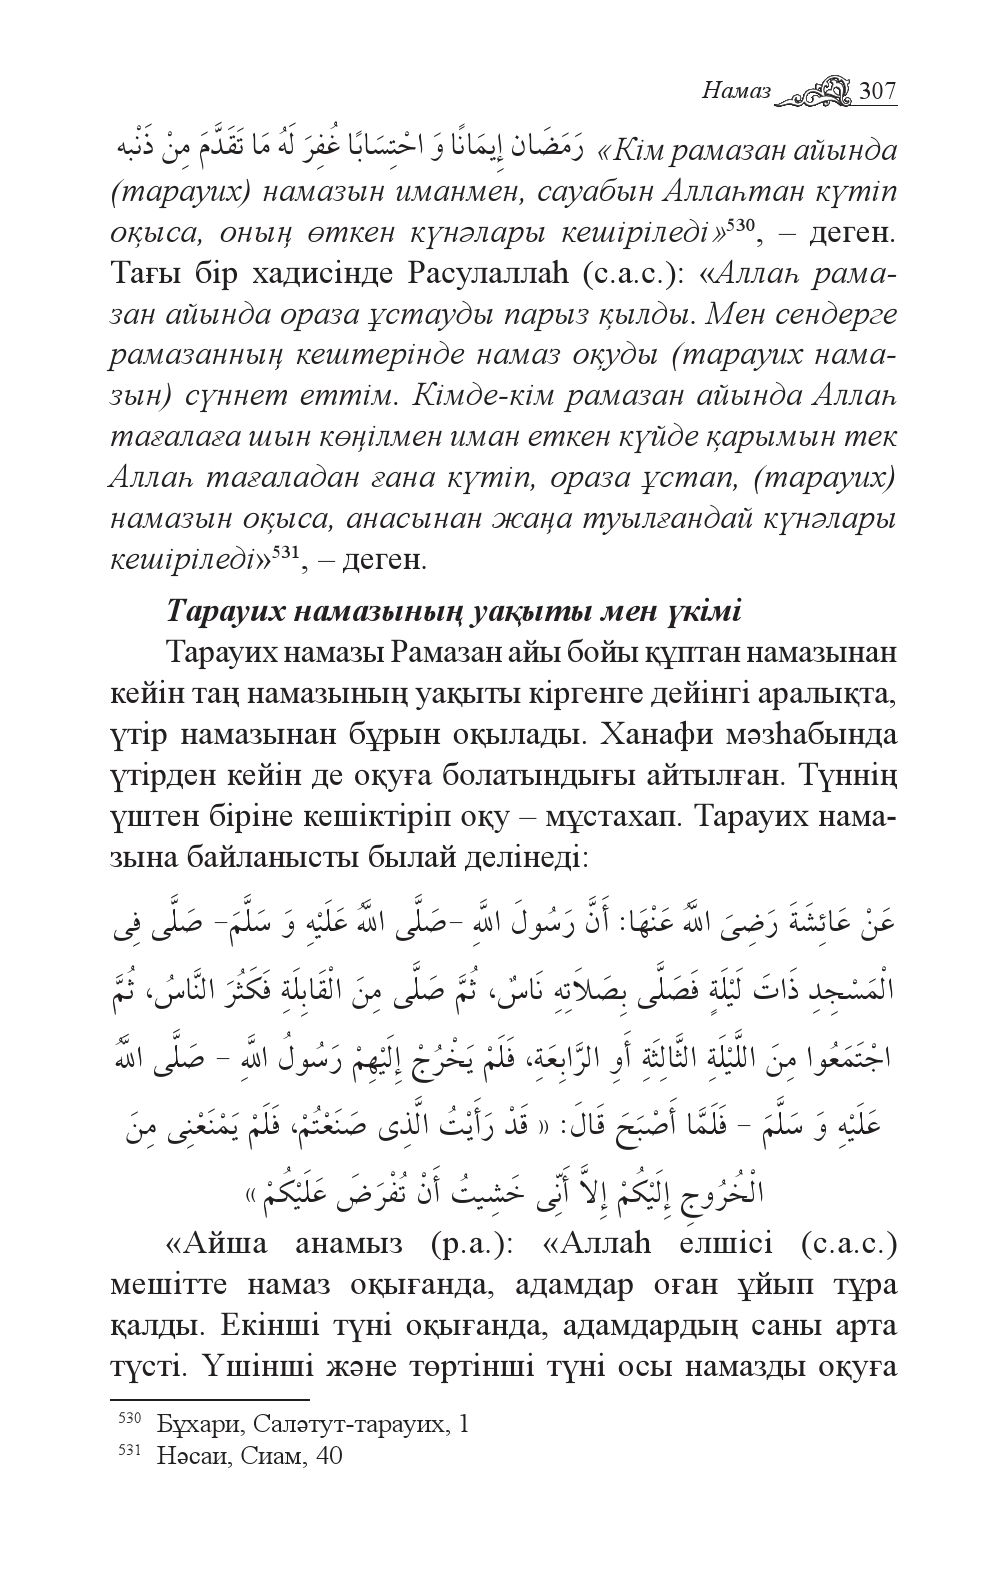 Намаз 307
رَمَضَان إِيمَانًا وَ احْتِسَابًا غُفِرَ لَهُ مَا تَقَدَّمَ مِنْ ذَنْبه «Кім рамазан айында
(тарауих) намазын иманмен, сауабын Аллаһтан күтіп
оқыса, оның өткен күнәлары кешіріледі»530, – деген.
Тағы бір хадисінде Расулаллаһ (с.а.с.): «Аллаһ рама-
зан айында ораза ұстауды парыз қылды. Мен сендерге
рамазанның кештерінде намаз оқуды (тарауих нама-
зын) сүннет еттім. Кімде-кім рамазан айында Аллаһ
тағалаға шын көңілмен иман еткен күйде қарымын тек
Аллаһ тағаладан ғана күтіп, ораза ұстап, (тарауих)
намазын оқыса, анасынан жаңа туылғандай күнәлары
кешіріледі»531, – деген.
Тарауих намазының уақыты мен үкімі
Тарауих намазы Рамазан айы бойы құптан намазынан
кейін таң намазының уақыты кіргенге дейінгі аралықта,
үтір намазынан бұрын оқылады. Ханафи мәзһабында
үтірден кейін де оқуға болатындығы айтылған. Түннің
үштен біріне кешіктіріп оқу – мұстахап. Тарауих нама-
зына байланысты былай делінеді:
عَنْ عَائِشَةَ رَضِىَ اللَّهُ عَنْهَا: أَنَّ رَسُولَ اللَّهِ –صَلَّى اللَّهُ عَلَيْهِ وَ سَلَّمَ– صَلَّى فِى
الْمَسْجِدِ ذَاتَ لَيْلَةٍ فَصَلَّى بِصَلاَتِهِ نَاسٌ، ثُمَّ صَلَّى مِنَ الْقَابِلَةِ فَكَثُرَ النَّاسُ، ثُمَّ
اجْتَمَعُوا مِنَ اللَّيْلَةِ الثَّالِثَةِ أَوِ الرَّابِعَةِ، فَلَمْ يَخْرُجْ إِلَيْهِمْ رَسُولُ اللَّهِ – صَلَّى اللَّهُ
عَلَيْهِ وَ سَلَّمَ – فَلَمَّا أَصْبَحَ قَالَ: « قَدْ رَأَيْتُ الَّذِى صَنَعْتُمْ، فَلَمْ يَمْنَعْنِى مِنَ
الْخُرُوجِ إِلَيْكُمْ إِلاَّ أَنِّى خَشِيتُ أَنْ تُفْرَضَ عَلَيْكُمْ »
«Айша анамыз (р.а.): «Аллаһ елшісі (с.а.с.)
мешітте намаз оқығанда, адамдар оған ұйып тұра
қалды. Екінші түні оқығанда, адамдардың саны арта
түсті. Үшінші және төртінші түні осы намазды оқуға
530 Бұхари, Саләтут-тарауих, 1
531 Нәсаи, Сиам, 40